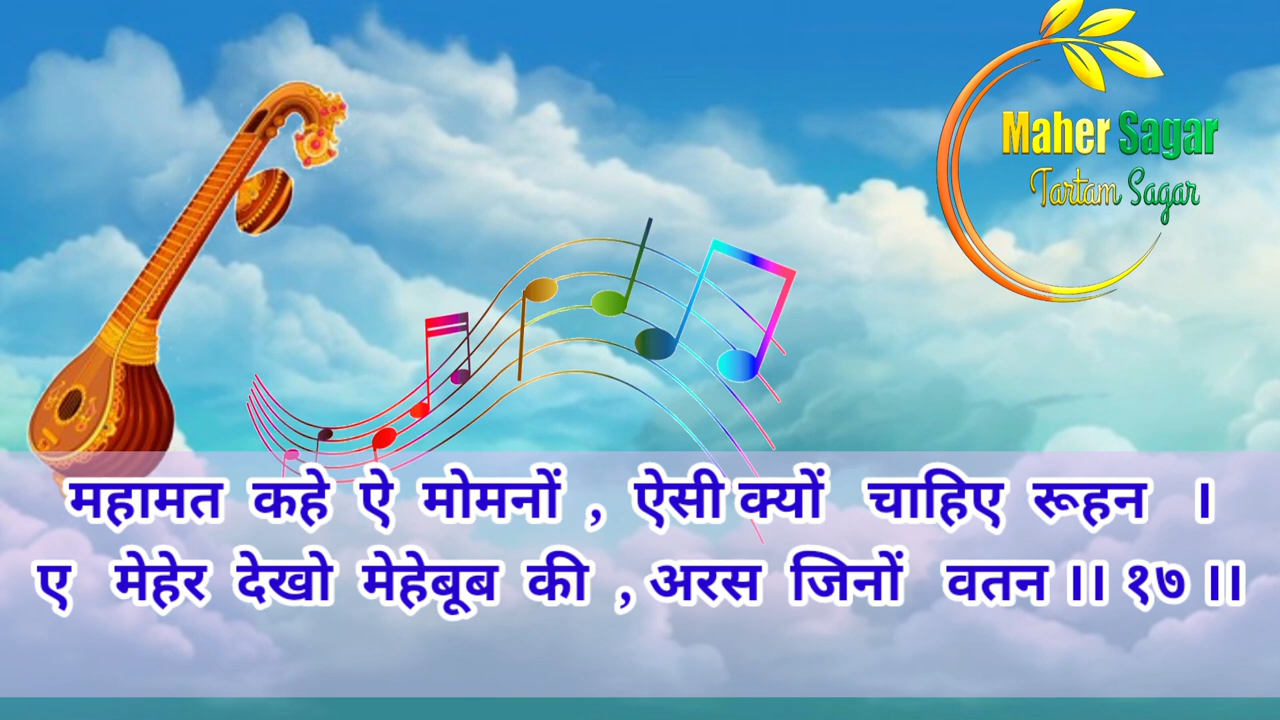 Maher Sagar
Tartam Sagar
महामत कहे ऐ मोमनों , ऐसी क्यों चाहिए रूहन ।
ए मेहेर देखो मेहेबूब की , अरस जिनों वतन ।। १७ ।।